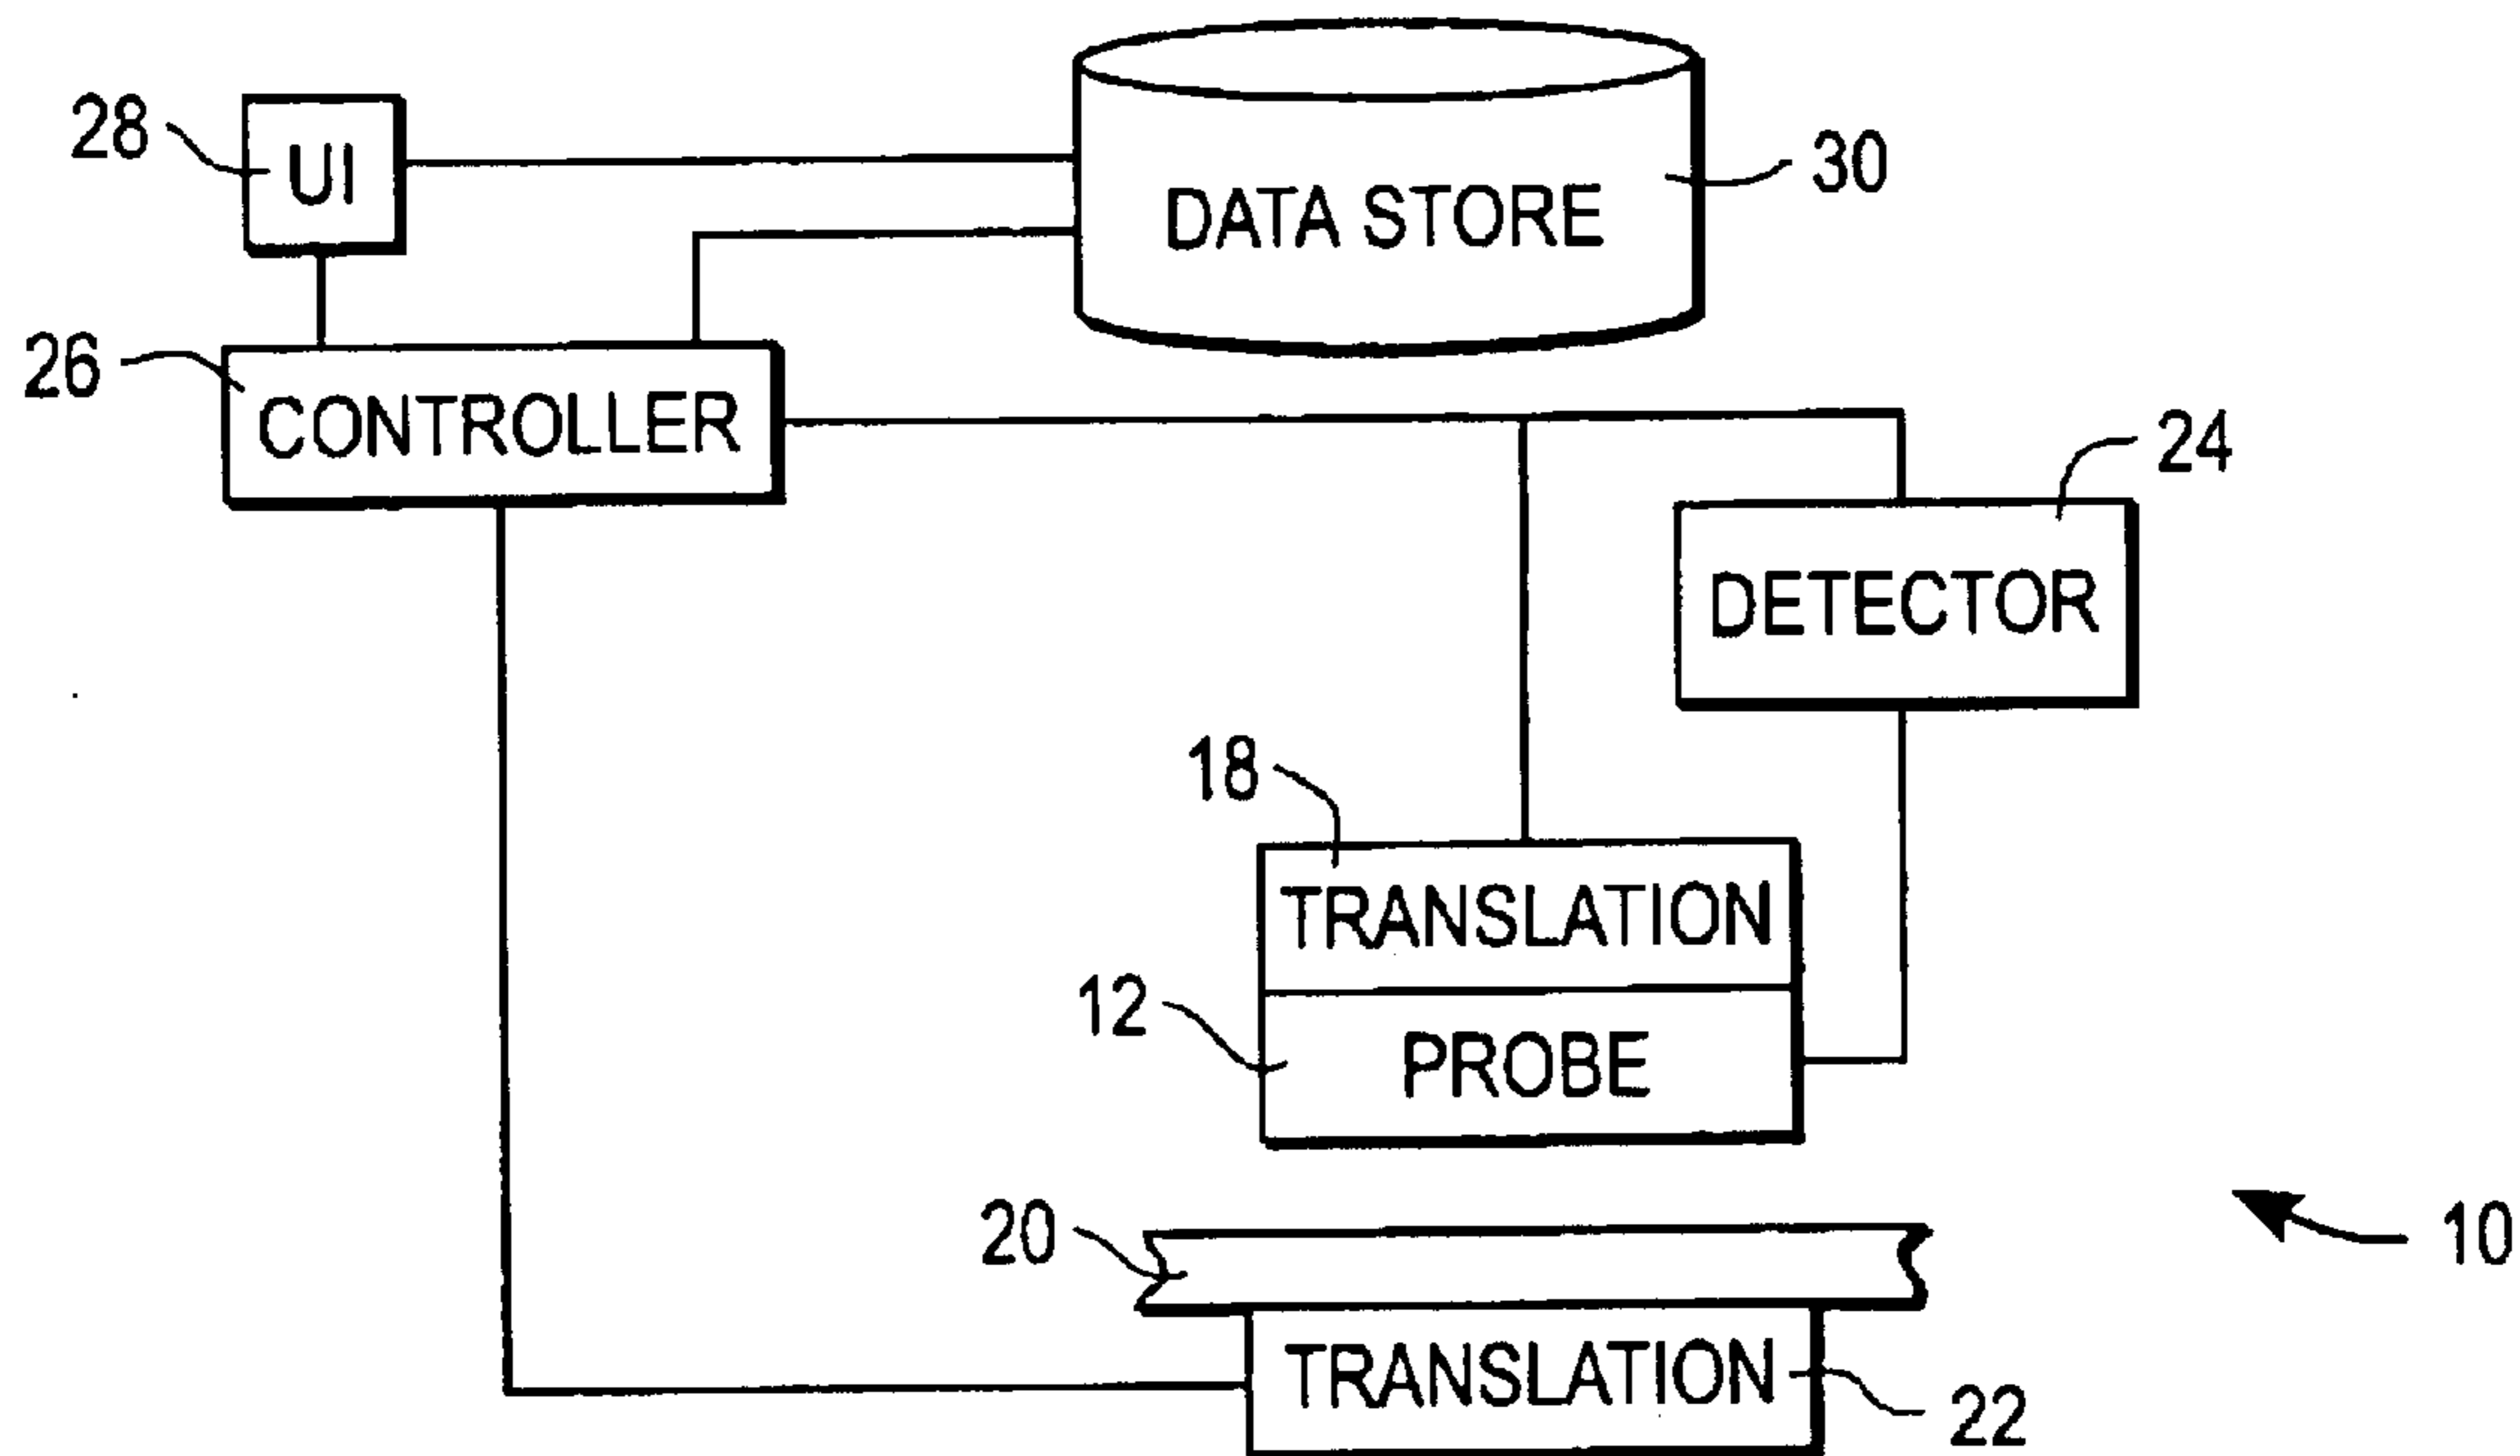 28
UI
DATA STORE
30
26
CONTROLLER
24
DETECTOR
18
TRANSLATION
12
PROBE
20
10
TRANSLATION
22